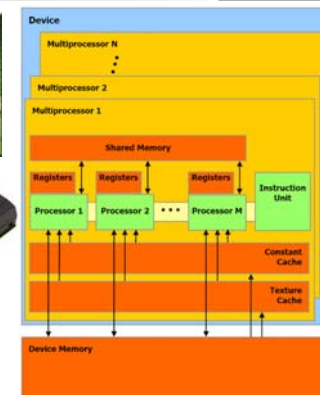 Device
Multiprocessor N
Multiprocessor 2
Multiprocessor 1
Shared Memory
Registers
Registers
Registers
Processor 1
Processor 2
Processor M
Instruction
Unit
Constant
Cache
Texture
Cache
Device Memory